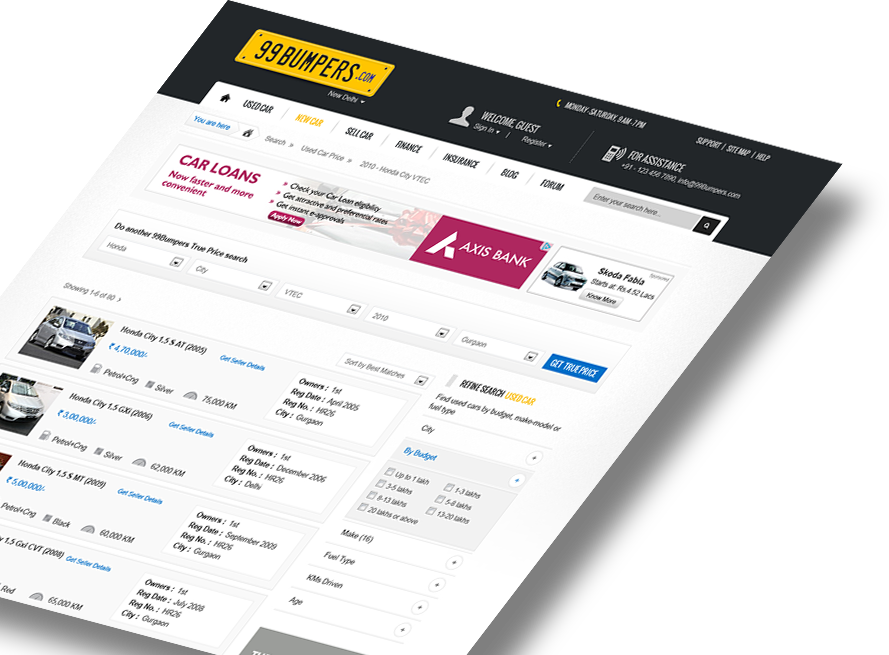 99BUMPERS.COM
New Delhi
MONDAY-SATURDAY, 9AM-7PM
WELCOME, GUEST
Sign In | Register
SUPPORT | SITE MAP | HELP
FOR ASSISTANCE
+91 - 123 456 7890, info@99Bumpers.com
USED CAR
NEW CAR
SELL CAR
FINANCE
INSURANCE
BLOG
FORUM
Enter your search here...
You are here
Search » Used Car Price » 2010 - Honda City VTEC
CAR LOANS
Now faster and more
convenient
» Check your Car Loan eligibility
» Get attractive and preferencial rates
» Get instant e-approvals
Apply Now
AXIS BANK
Sponsored
Skoda Fabia
Starts at: Rs 4.52 Lacs
Know More
Do another 99Bumpers True Price search
Honda
City
VTEC
2010
Gurgaon
GET TRUE PRICE
Showing 1-6 of 80 >
Sort by Best Matches
Honda City 1.5 S AT (2005)
₹ 4,70,000/-
Get Seller Details
Petrol+Cng
Silver
75,000 KM
Owners : 1st
Reg Date : April 2005
Reg No. : HR26
City : Gurgaon
Honda City 1.5 GXi (2006)
₹ 3,00,000/-
Get Seller Details
Petrol+Cng
Silver
62,000 KM
Owners : 1st
Reg Date : December 2006
Reg No. : HR26
City : Delhi
Honda City 1.5 S MT (2009)
₹ 5,00,000/-
Get Seller Details
Petrol+Cng
Black
60,000 KM
Owners : 1st
Reg Date : September 2009
Reg No. : HR26
City : Gurgaon
City 1.5 GXi CVT (2008)
Get Seller Details
Red
65,000 KM
Owners : 1st
Reg Date : July 2008
Reg No. : HR26
City : Gurgaon
REFINE SEARCH USED CAR
Find used cars by budget, make-model or
fuel type
City
By Budget
Up to 1 lakh
1-3 lakhs
3-5 lakhs
5-8 lakhs
8-13 lakhs
13-20 lakhs
20 lakhs or above
Make (16)
Fuel Type
KMs Driven
Age